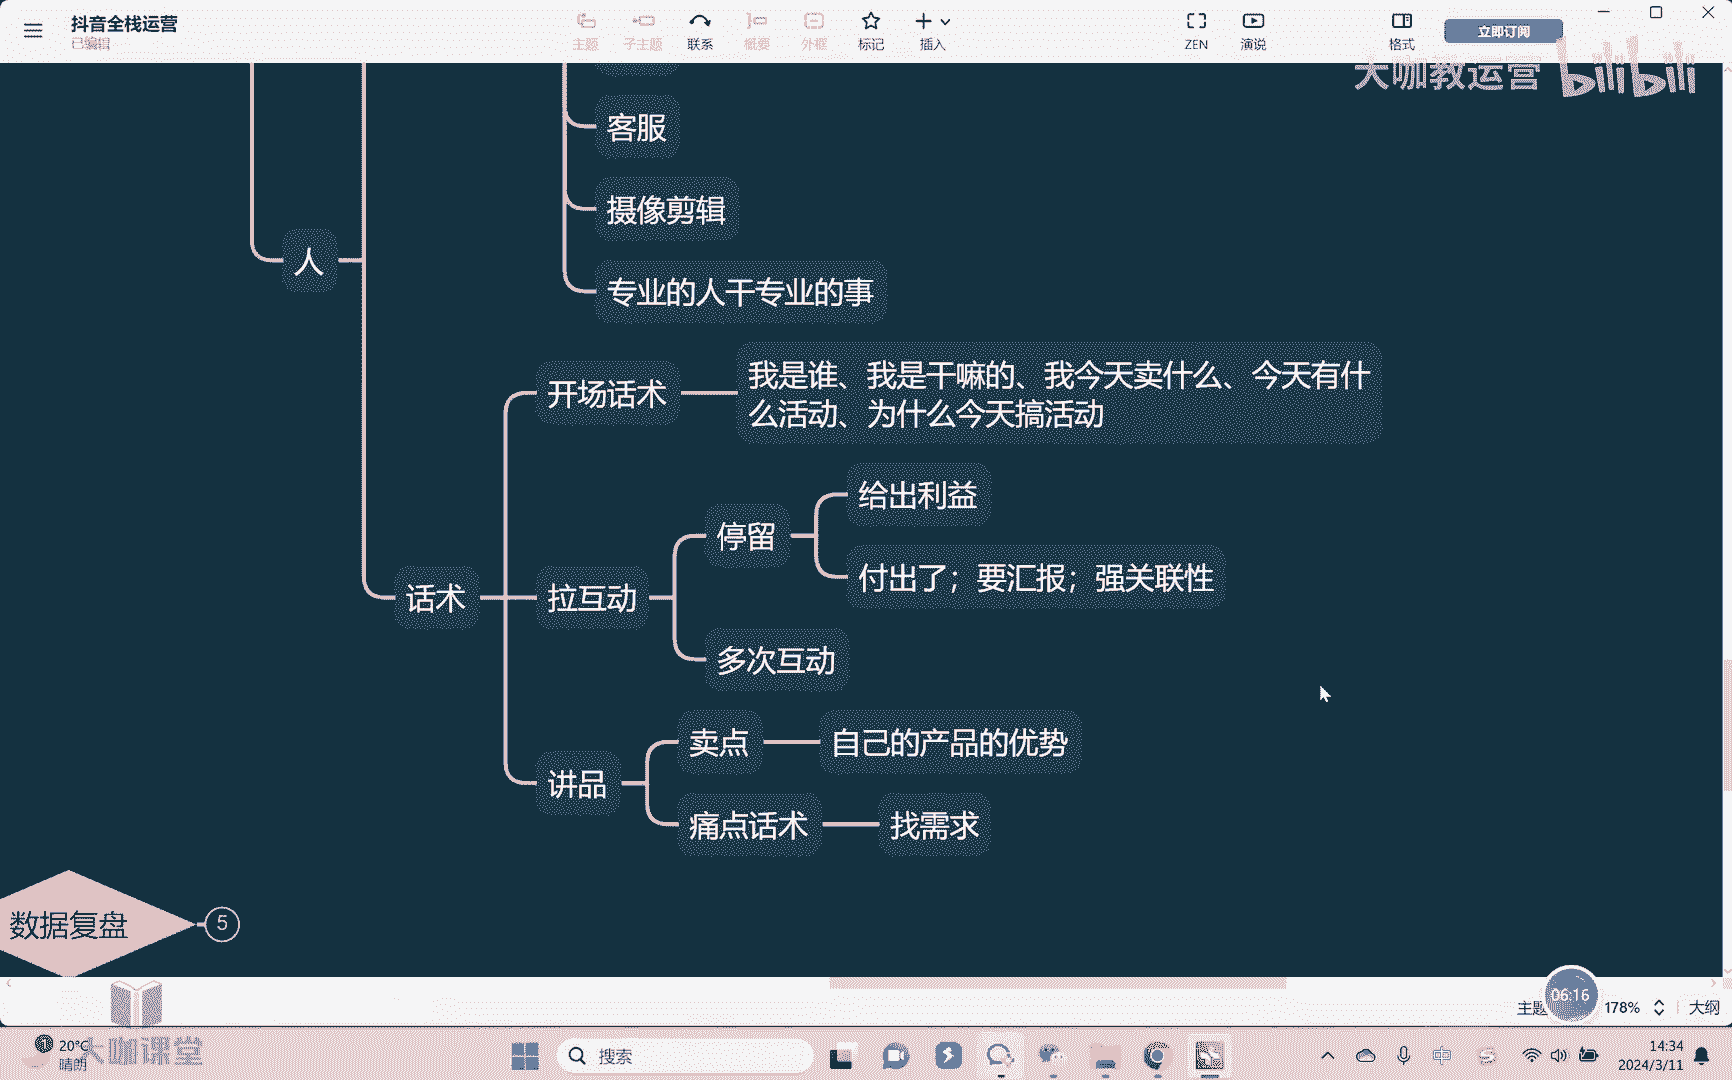 抖音全栈运营
已编辑
主题
子主题
联系
概要
外框
标记
插入
ZEN
演说
格式
立即订阅
大咖教运营
bilibili
客服
摄像剪辑
专业的人干专业的事
人
开场话术
我是谁、我是干嘛的、我今天卖什么、今天有什
么活动、为什么今天搞活动
给出利益
停留
付出了；要汇报；强关联性
话术
拉互动
多次互动
卖点
自己的产品的优势
讲品
痛点话术
找需求
数据复盘
5
主题
06:16
178%
大纲
1
20°C
晴朗
大咖课堂
搜索
中
14:34
2024/3/11